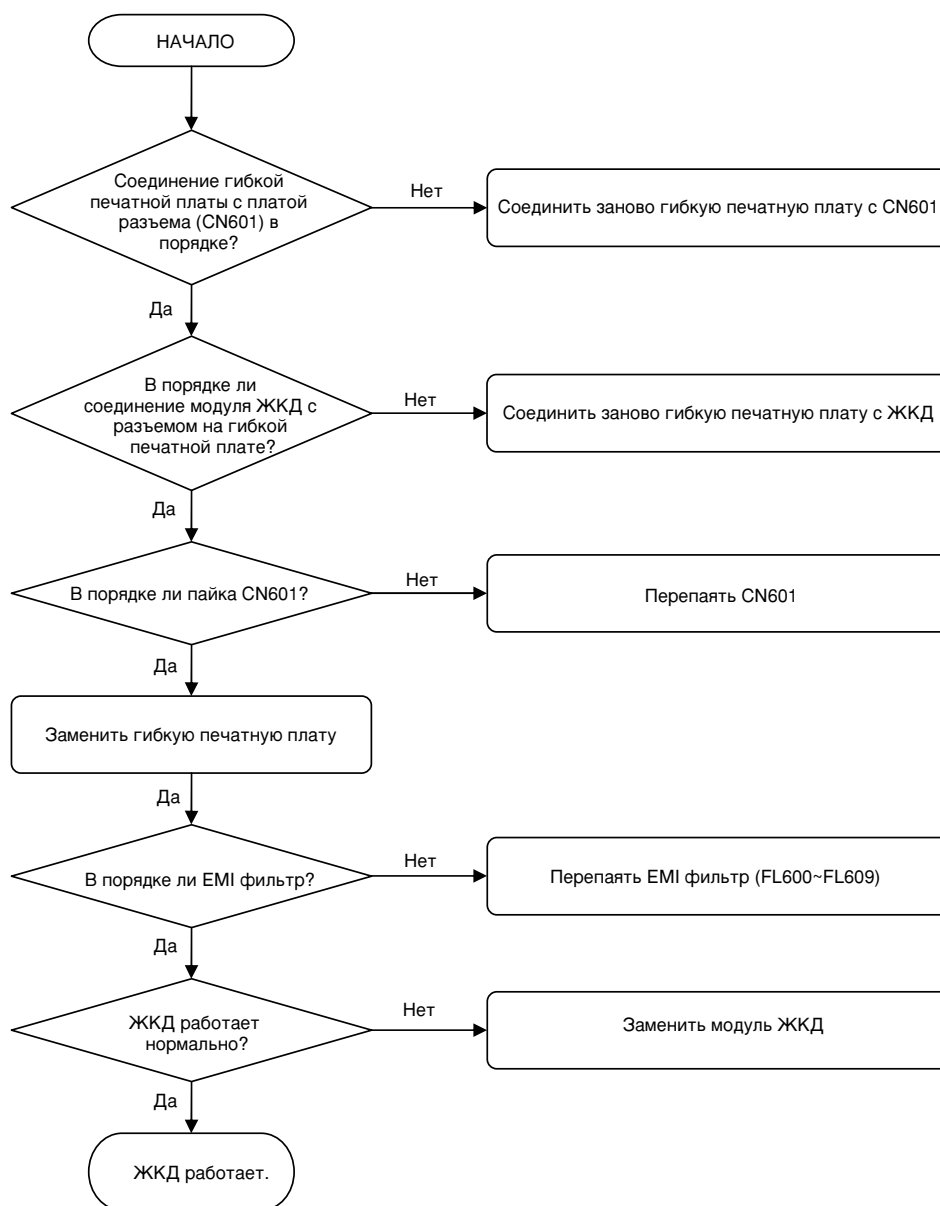 НАЧАЛО
Соединение гибкой
печатной платы с платой
разъема (CN601) в
порядке?
Нет
Соединить заново гибкую печатную плату с CN601
Да
В порядке ли
соединение модуля ЖКД с
разъемом на гибкой
печатной плате?
Нет
Соединить заново гибкую печатную плату с ЖКД
Да
В порядке ли пайка CN601?
Нет
Перепаять CN601
Да
Заменить гибкую печатную плату
Да
В порядке ли EMI фильтр?
Нет
Перепаять EMI фильтр (FL600~FL609)
Да
ЖКД работает
нормально?
Нет
Заменить модуль ЖКД
Да
ЖКД работает.